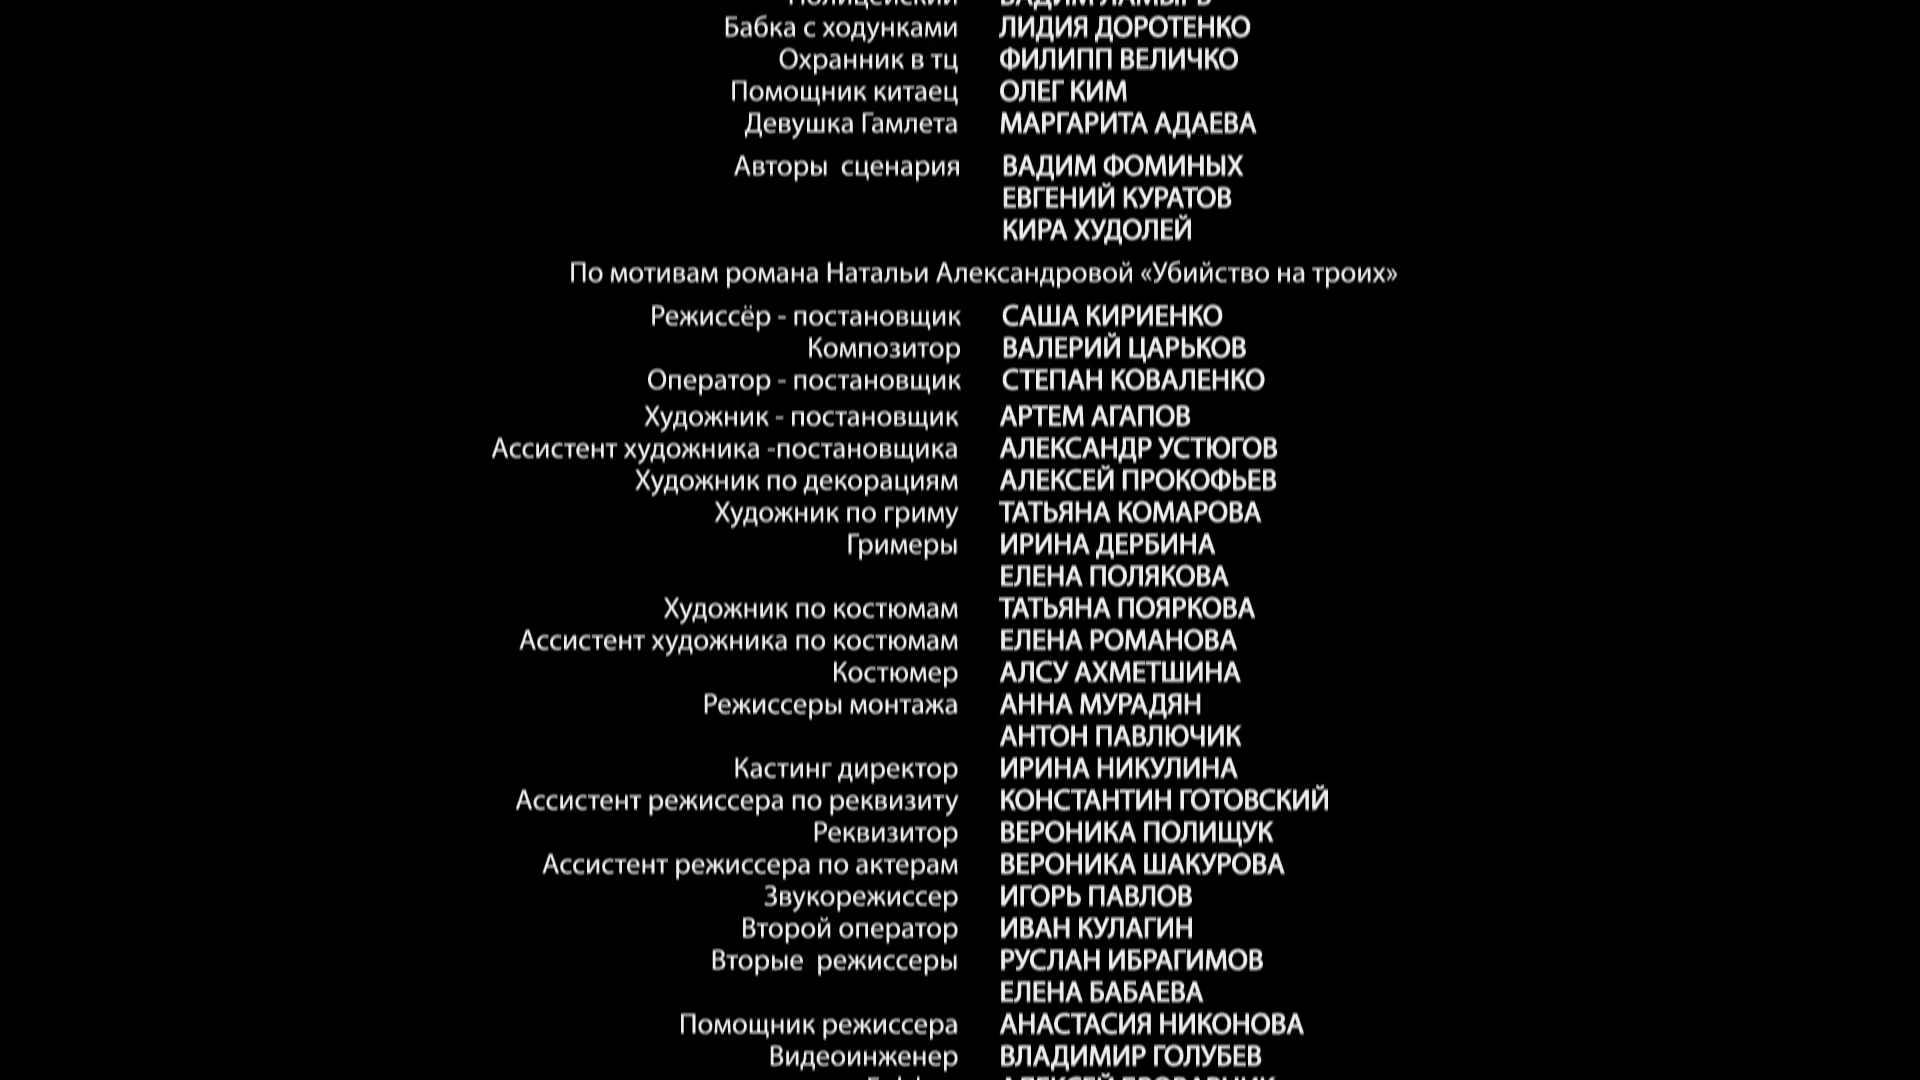 Полицейский ВАДИМ ЛАМЫРЬ
Бабка с ходунками ЛИДИЯ ДОРОТЕНКО
Охранник в тц ФИЛИПП ВЕЛИЧКО
Помощник китаец ОЛЕГ КИМ
Девушка Гамлета МАРГАРИТА АДАЕВА
Авторы сценария ВАДИМ ФОМИНЫХ
ЕВГЕНИЙ КУРАТОВ
КИРА ХУДОЛЕЙ
По мотивам романа Натальи Александровой «Убийство на троих»
Режиссёр - постановщик САША КИРИЕНКО
Композитор ВАЛЕРИЙ ЦАРЬКОВ
Оператор - постановщик СТЕПАН КОВАЛЕНКО
Художник - постановщик АРТЕМ АГАПОВ
Ассистент художника -постановщика АЛЕКСАНДР УСТЮГОВ
Художник по декорациям АЛЕКСЕЙ ПРОКОФЬЕВ
Художник по гриму ТАТЬЯНА КОМАРОВА
Гримеры ИРИНА ДЕРБИНА
ЕЛЕНА ПОЛЯКОВА
Художник по костюмам ТАТЬЯНА ПОЯРКОВА
Ассистент художника по костюмам ЕЛЕНА РОМАНОВА
Костюмер АЛСУ АХМЕТШИНА
Режиссеры монтажа АННА МУРАДЯН
АНТОН ПАВЛЮЧИК
Кастинг директор ИРИНА НИКУЛИНА
Ассистент режиссера по реквизиту КОНСТАНТИН ГОТОВСКИЙ
Реквизитор ВЕРОНИКА ПОЛИЩУК
Ассистент режиссера по актерам ВЕРОНИКА ШАКУРОВА
Звукорежиссер ИГОРЬ ПАВЛОВ
Второй оператор ИВАН КУЛАГИН
Вторые режиссеры РУСЛАН ИБРАГИМОВ
ЕЛЕНА БАБАЕВА
Помощник режиссера АНАСТАСИЯ НИКОНОВА
Видеоинженер ВЛАДИМИР ГОЛУБЕВ
АЛЕКСЕЙ